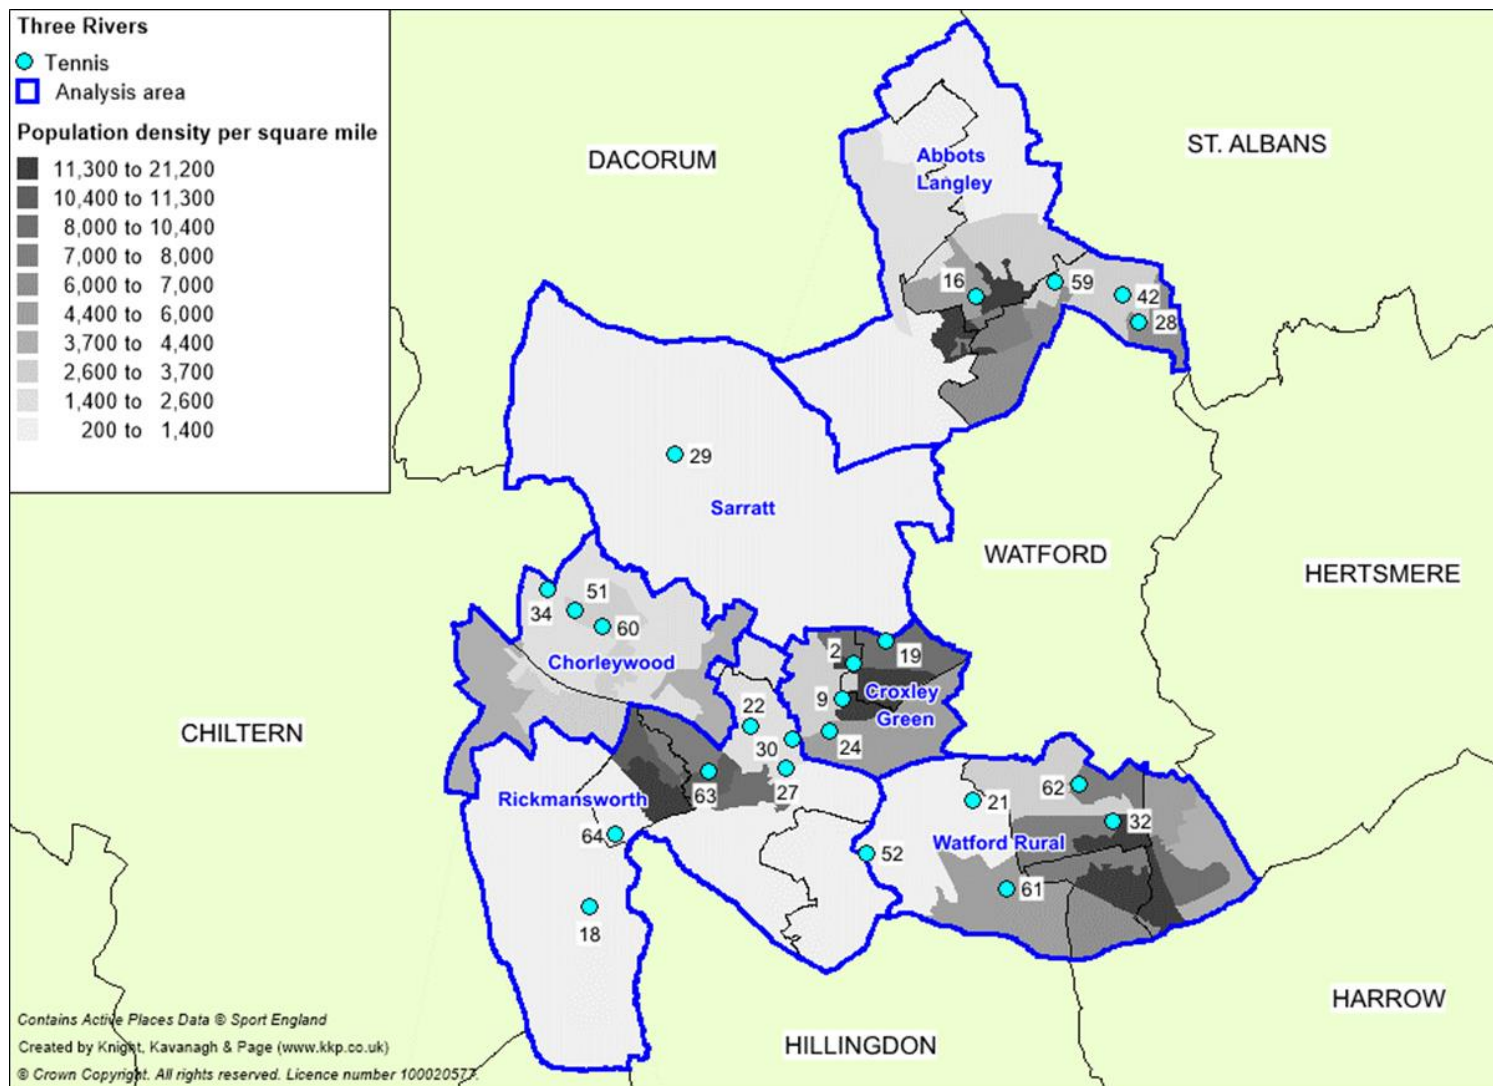 Three Rivers
Tennis
Analysis area
Population density per square mile
11,300 to 21,200
10,400 to 11,300
8,000 to 10,400
7,000 to 8,000
6,000 to 7,000
4,400 to 6,000
3,700 to 4,400
2,600 to 3,700
1,400 to 2,600
200 to 1,400
DACORUM
ST. ALBANS
Abbots
Langley
16
59
42
28
29
Sarratt
WATFORD
HERTSMERE
51
34
60
Chorleywood
2
19
9
Croxley
Green
22
30
24
CHILTERN
27
63
Rickmansworth
62
21
32
Watford Rural
64
52
61
18
HARROW
HILLINGDON
Contains Active Places Data © Sport England
Created by Knight, Kavanagh & Page (www.kkp.co.uk)
© Crown Copyright. All rights reserved. Licence number 100020577.